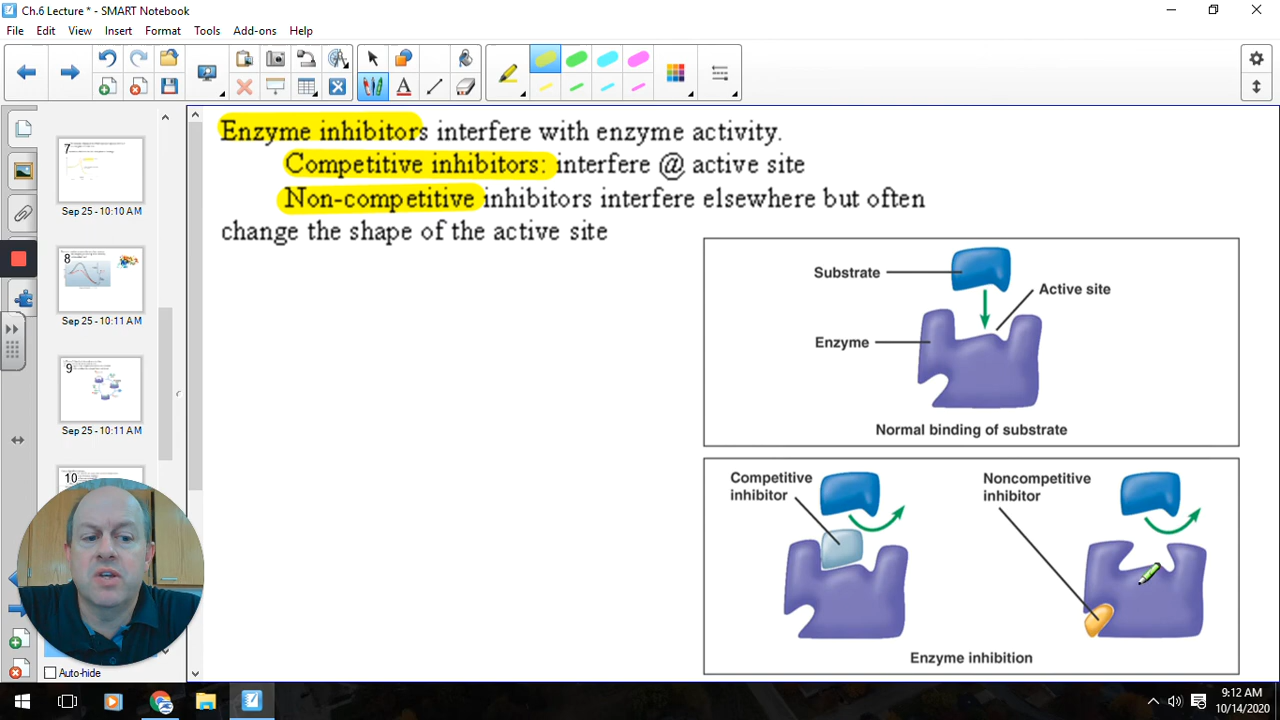 Ch.6 Lecture * - SMART Notebook
File Edit View Insert Format Tools Add-ons Help
Enzyme inhibitors interfere with enzyme activity.
Competitive inhibitors: interfere @ active site
Non-competitive inhibitors interfere elsewhere but often
change the shape of the active site
7
Sep 25 - 10:10 AM
8
Sep 25 - 10:11 AM
9
Sep 25 - 10:11 AM
10
Auto-hide
Substrate
Active site
Enzyme
Normal binding of substrate
Competitive
inhibitor
Noncompetitive
inhibitor
Enzyme inhibition
9:12 AM
10/14/2020